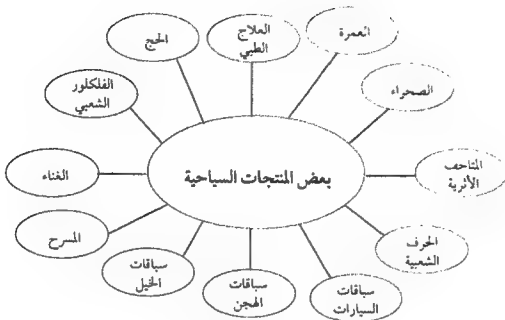 العمرة
العلاج
الطبي
الحج
الصحراء
الفلكلور
الشعبي
المتاحف
الأثرية
بعض المنتجات السياحية
الغناء
الحرف
الشعبية
المسرح
سباقات
الخيل
سباقات
الهجن
سباقات
السيارات